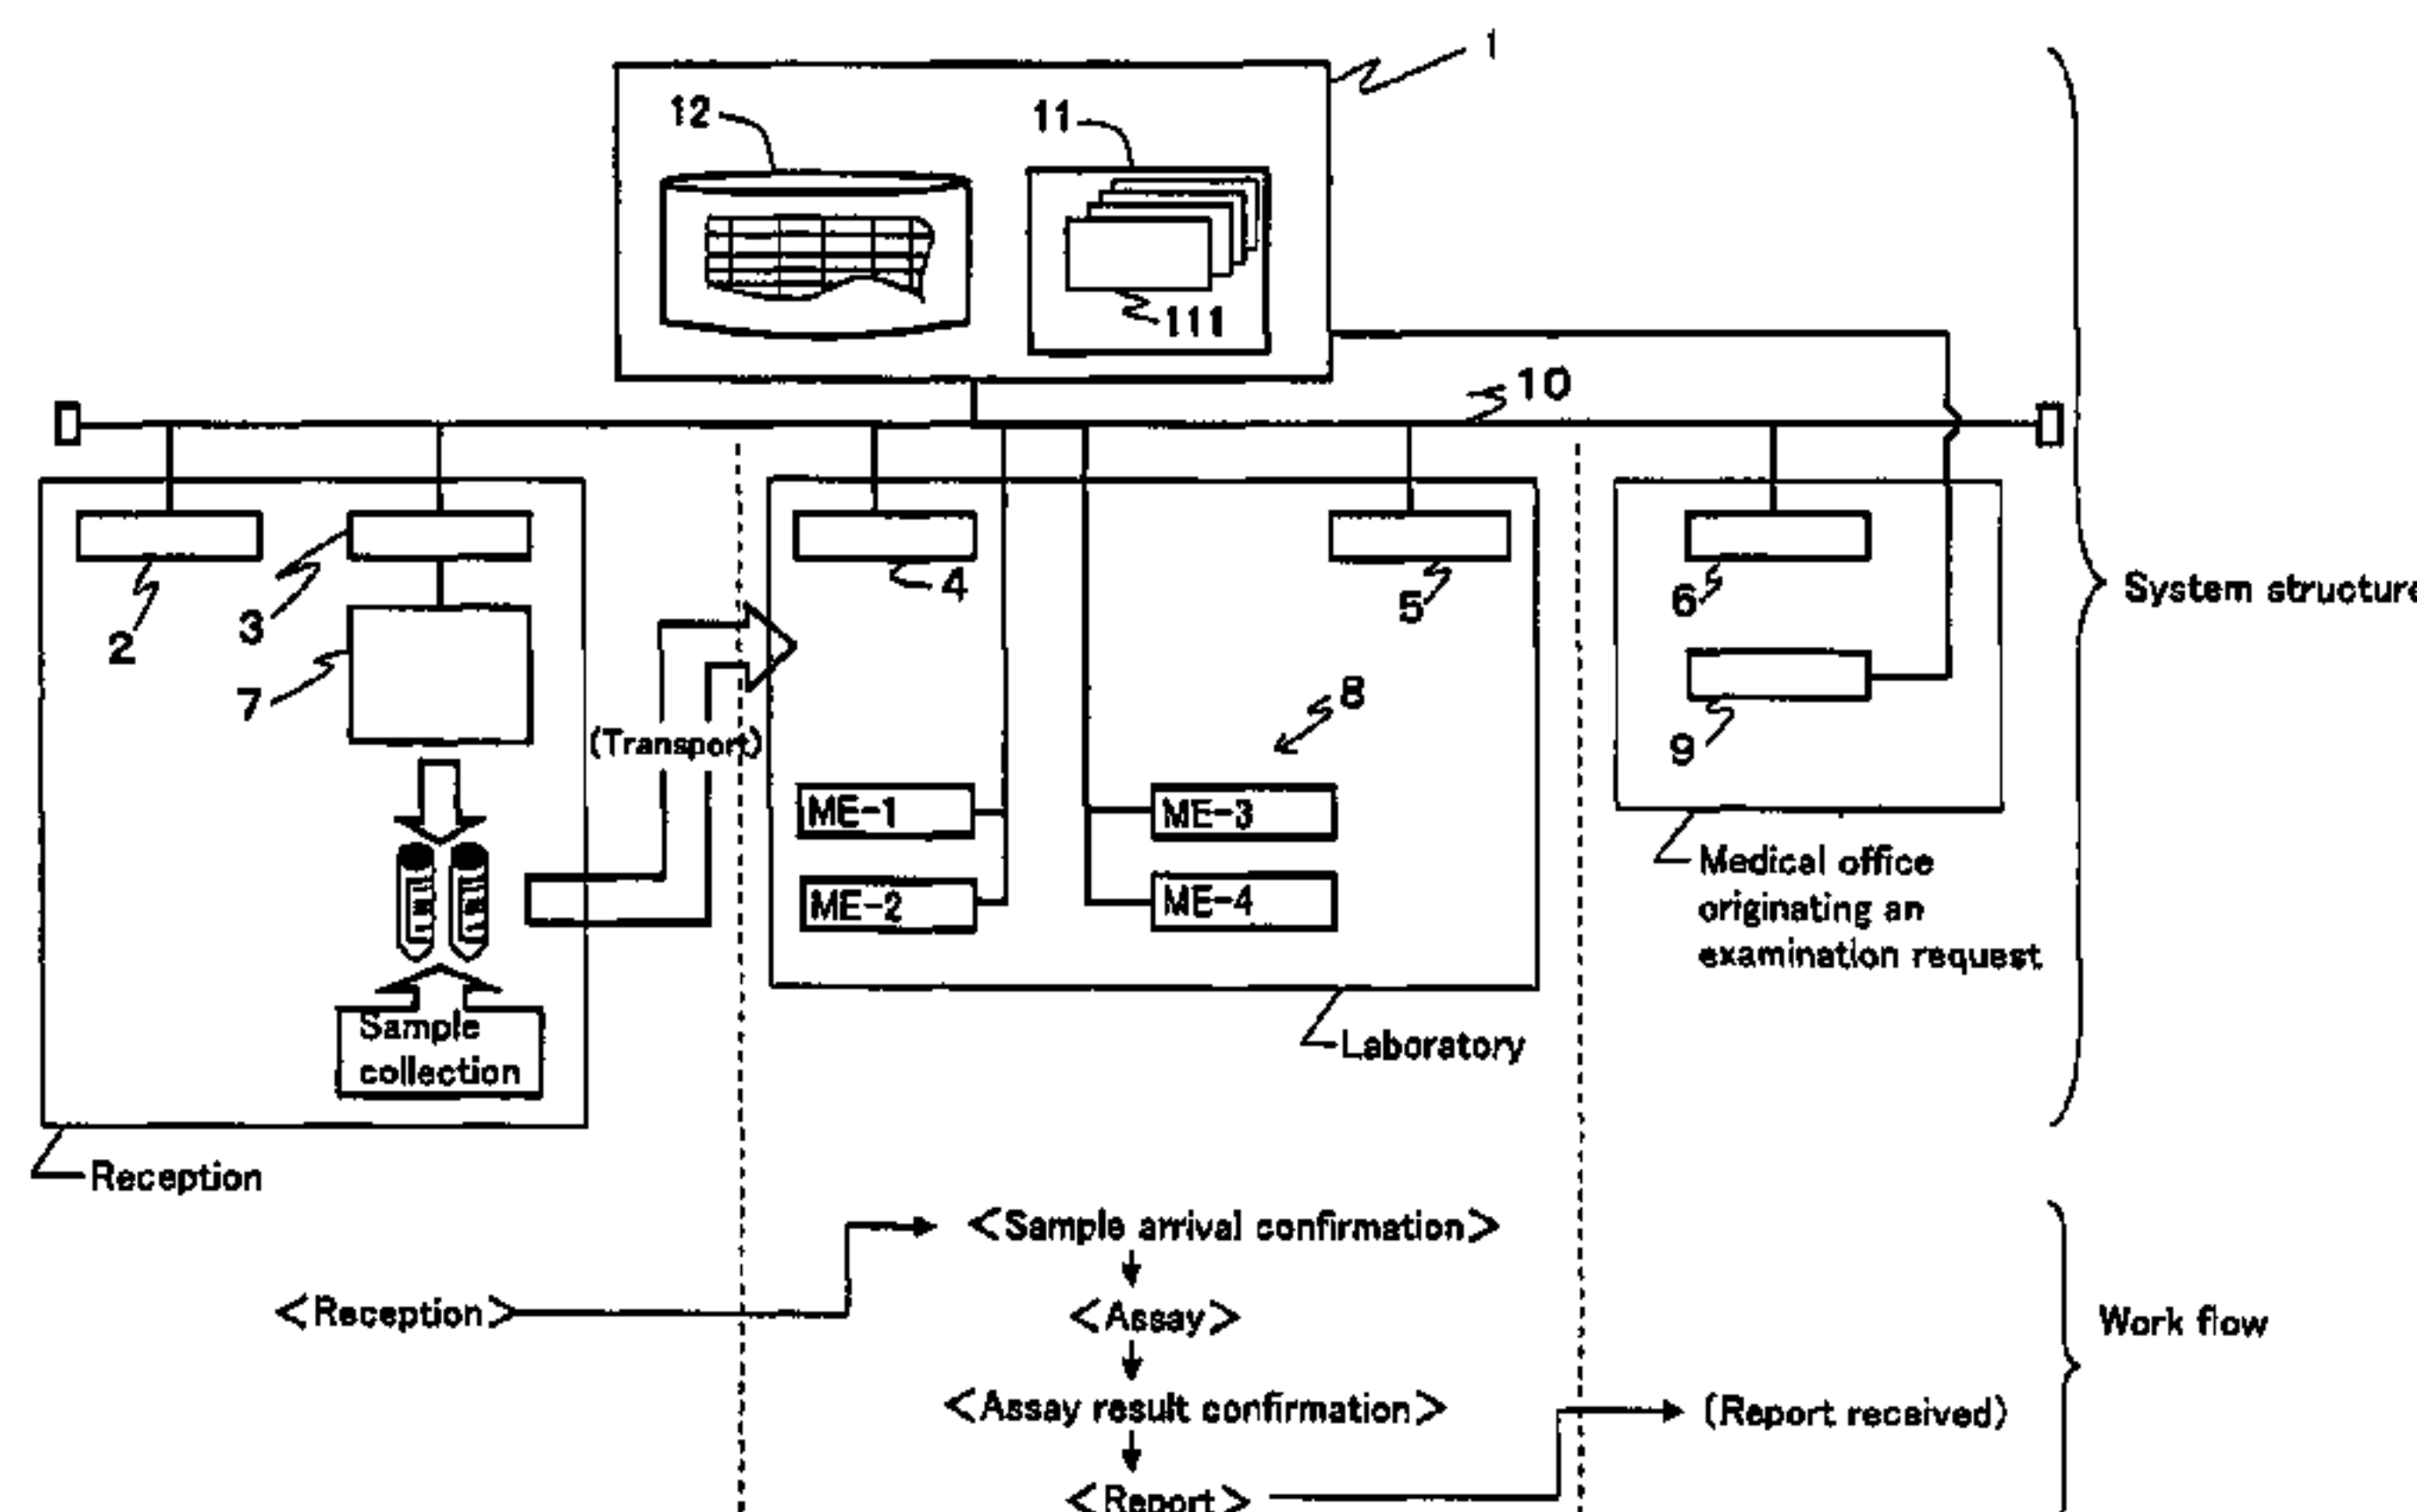 1
12
11
111
10
2
3
4
5
6
7
8
9
(Transport)
ME-1
ME-2
ME-3
ME-4
Sample
collection
System structure
Medical office
originating an
examination request
Laboratory
Reception
<Sample arrival confirmation>
<Reception>
<Assay>
Work flow
<Assay result confirmation>
(Report received)
<Report>